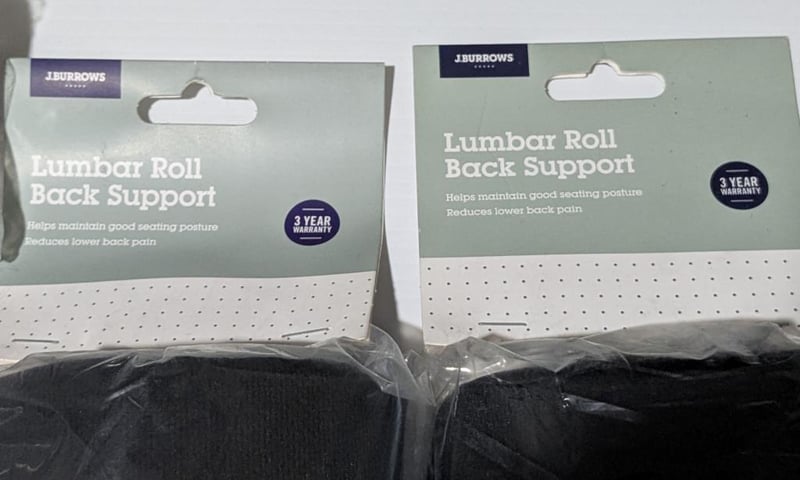 J.BURROWS
Lumbar Roll
Back Support
Helps maintain good seating posture
Reduces lower back pain
3 YEAR
WARRANTY
J.BURROWS
Lumbar Roll
Back Support
Helps maintain good seating posture
Reduces lower back pain
3 YEAR
WARRANTY